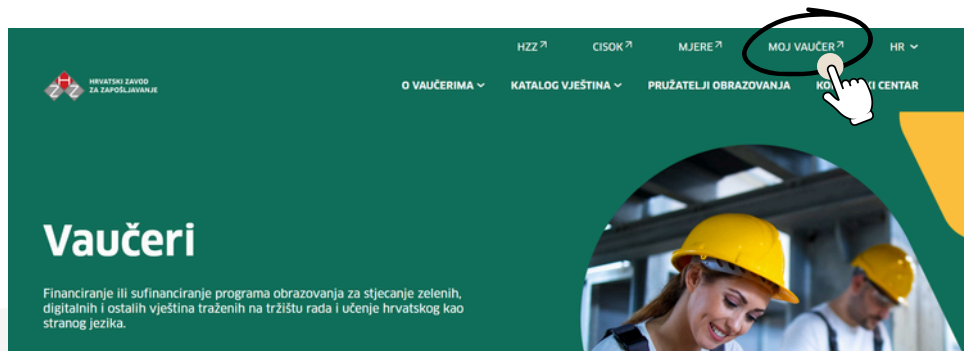 HZZ CISOK MJERE MOJ VAUČER HR
HRVATSKI ZAVOD
ZA ZAPOŠLJAVANJE
O VAUČERIMA KATALOG VJEŠTINA PRUŽATELJI OBRAZOVANJA CENTAR
Vaučeri
Financiranje ili sufinanciranje programa obrazovanja za stjecanje zelenih,
digitalnih i ostalih vještina traženih na tržištu rada i učenje hrvatskog kao
stranog jezika.